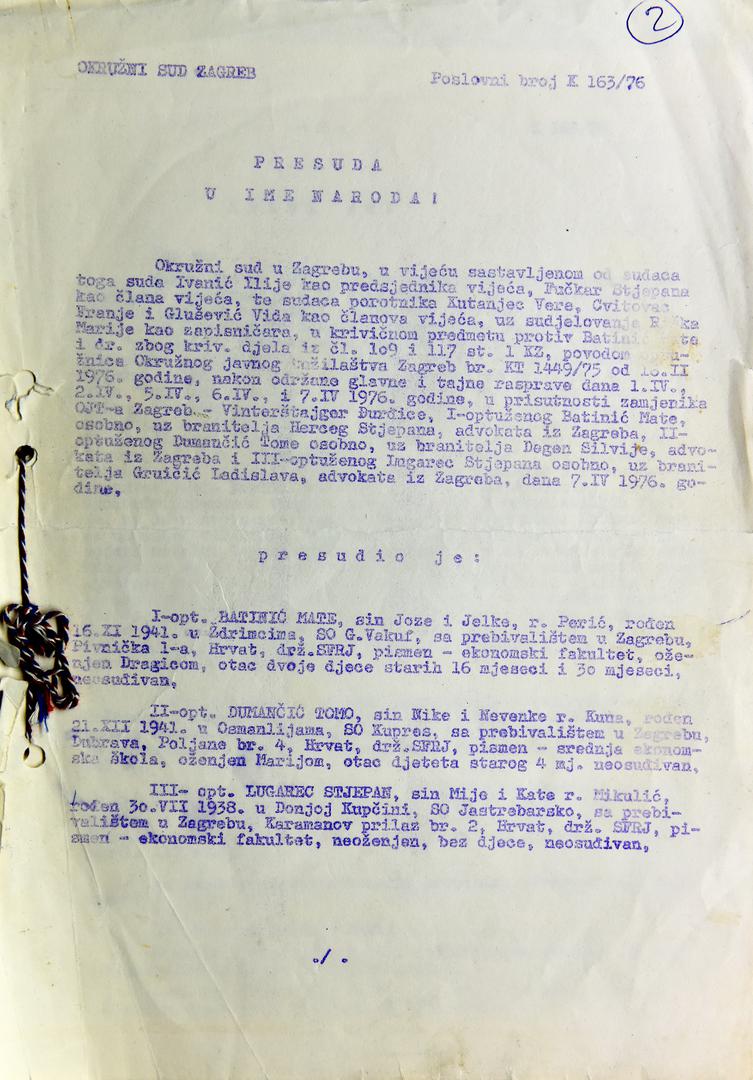 2
OKRUŽNI SUD ZAGREB
Poslovni broj K 163/76
P R E S U D A
U I M E N A R O D A !
Okružni sud u Zagrebu, u vijeću sastavljenom od sudaca
toga suda Ivanić Ilije kao predsjednika vijeća, Fučkar Stjepana
kao člana vijeća, te sudaca porotnika Kutanjec Vere, Cvitovac
Franje i Glušević Vida kao članova vijeća, uz sudjelovanje
Marije kao zapisničara, u krivičnom predmetu protiv Batinić
i dr. zbog kriv. djela iz čl. 109 i 117 st. 1 KZ, povodom
žnice Okružnog javnog tužilaštva Zagreb br. KT 1449/75 od II
1976. godine, nakon održane glavne i tajne rasprave dana 1.IV.,
2.IV., 5.IV., 6.IV., i 7.IV 1976. godine, u prisutnosti zamjenika
OJT-a Zagreb - Vinterštajger Đurđice, I-optuženog Batinić Mate,
osobno, uz branitelja Herceg Stjepana, advokata iz Zagreba, II-
optuženog Dumančić Tome osobno, uz branitelja Degen Silvije, advo-
kata iz Zagreba i III-optuženog Lugarec Stjepana osobno, uz brani-
telja Gruičić Ladislava, advokata iz Zagreba, dana 7.IV 1976. go-
dine,
p r e s u d i o j e :
I-opt. BATINIĆ MATE, sin Joze i Jelke, r. Perić, rođen
16.XI 1941. u Ždrimcima, SO G.Vakuf, sa prebivalištem u Zagrebu,
Pivnička 1-a, Hrvat, drž.SFRJ, pismen - ekonomski fakultet, ože-
njen Dragicom, otac dvoje djece starih 16 mjeseci i 30 mjeseci,
neosuđivan,
II-opt. DUMANČIĆ TOMO, sin Nike i Nevenke r. Kuna, rođen
21.XII 1941. u Osmanlijama, SO Kupres, sa prebivalištem u Zagrebu,
Dubrava, Poljane br. 4, Hrvat, drž.SFRJ, pismen - srednja ekonom-
ska škola, oženjen Marijom, otac djeteta starog 4 mj. neosuđivan,
III- opt. LUGAREC STJEPAN, sin Mije i Kate r. Mikulić,
rođen 30.VII 1938. u Donjoj Kupčini, SO Jastrebarsko, sa prebi-
valištem u Zagrebu, Karamanov prilaz br. 2, Hrvat, drž. SFRJ, pi-
smen - ekonomski fakultet, neoženjen, bez djece, neosuđivan,
./.